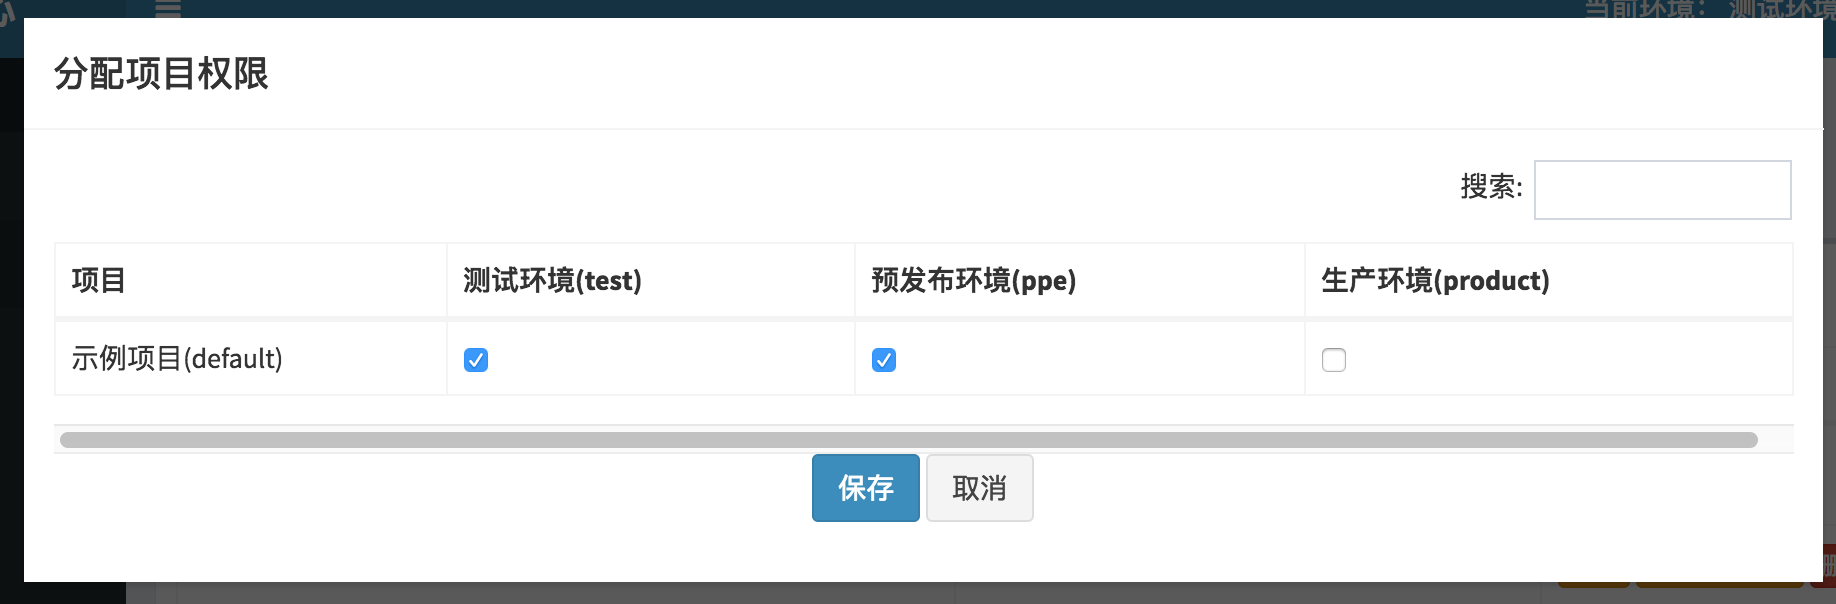 当前环境： 测试环境
分配项目权限
搜索:
项目 测试环境(test) 预发布环境(ppe) 生产环境(product)
示例项目(default)
保存 取消